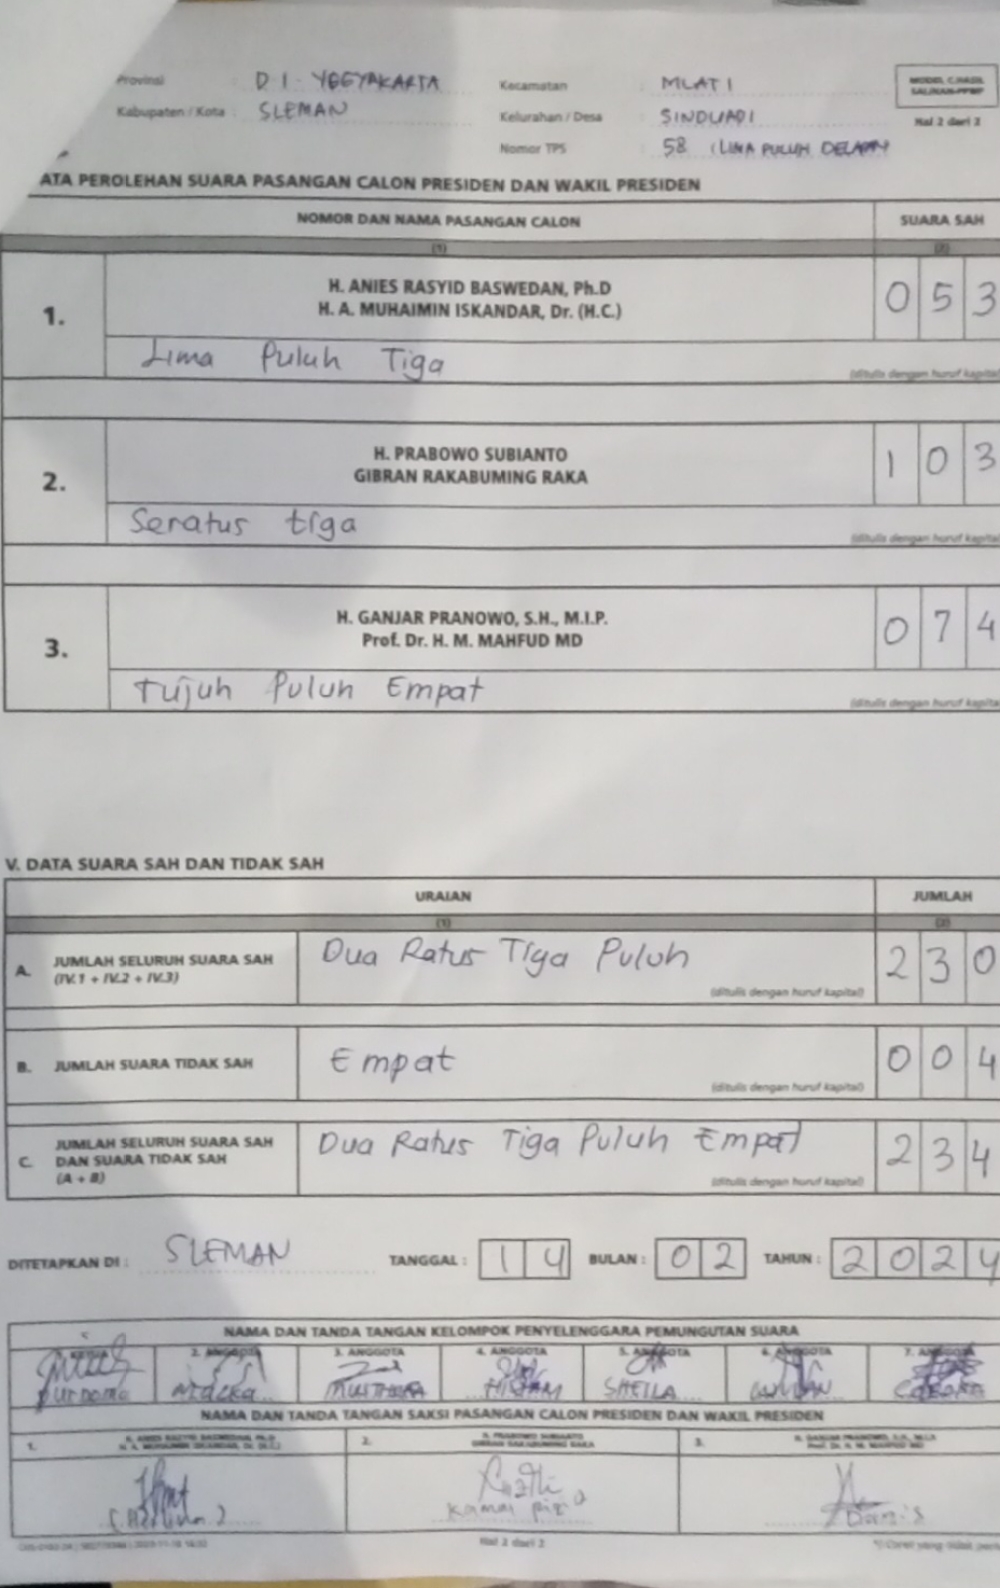 Provinsi : D I - YOGYAKARTA
Kabupaten / Kota : SLEMAN
Kecamatan : MLATI
Kelurahan / Desa : SINDUADI
Nomor TPS : 58 (LIMA PULUH DELAPAN
MODEL C.HASIL
SALINAN-PPWP
Hal 2 dari 2
ATA PEROLEHAN SUARA PASANGAN CALON PRESIDEN DAN WAKIL PRESIDEN
NOMOR DAN NAMA PASANGAN CALON SUARA SAH
(1) (2)
1. H. ANIES RASYID BASWEDAN, Ph.D
H. A. MUHAIMIN ISKANDAR, Dr. (H.C.)
0 5 3
Lima Puluh Tiga
(ditulis dengan huruf kapital
2. H. PRABOWO SUBIANTO
GIBRAN RAKABUMING RAKA
1 0 3
Seratus tiga
(ditulis dengan huruf kapital
3. H. GANJAR PRANOWO, S.H., M.I.P.
Prof. Dr. H. M. MAHFUD MD
0 7 4
Tujuh Puluh Empat
(ditulis dengan huruf kapita
V. DATA SUARA SAH DAN TIDAK SAH
URAIAN JUMLAH
(1) (2)
A. JUMLAH SELURUH SUARA SAH
(IV.1 + IV.2 + IV.3)
Dua Ratus Tiga Puluh
(ditulis dengan huruf kapital)
2 3 0
B. JUMLAH SUARA TIDAK SAH
Empat
(ditulis dengan huruf kapital)
0 0 4
C. JUMLAH SELURUH SUARA SAH
DAN SUARA TIDAK SAH
(A + B)
Dua Ratus Tiga Puluh Empat
(ditulis dengan huruf kapital)
2 3 4
DITETAPKAN DI : SLEMAN TANGGAL : 1 4 BULAN : 0 2 TAHUN : 2 0 2 4
NAMA DAN TANDA TANGAN KELOMPOK PENYELENGGARA PEMUNGUTAN SUARA
2. ANGGOTA 3. ANGGOTA 4. ANGGOTA 5. ANGGOTA 6. ANGGOTA 7. ANGGOTA
Purnomo SHEILA
NAMA DAN TANDA TANGAN SAKSI PASANGAN CALON PRESIDEN DAN WAKIL PRESIDEN
1. H. ANIES RASYID BASWEDAN, Ph.D
H. A. MUHAIMIN ISKANDAR, Dr. (H.C.)
2. H. PRABOWO SUBIANTO
GIBRAN RAKABUMING RAKA
3. H. GANJAR PRANOWO, S.H., M.I.P.
Prof. Dr. H. M. MAHFUD MD
Danis
Hal 2 dari 2
*) Coret yang tidak perlu